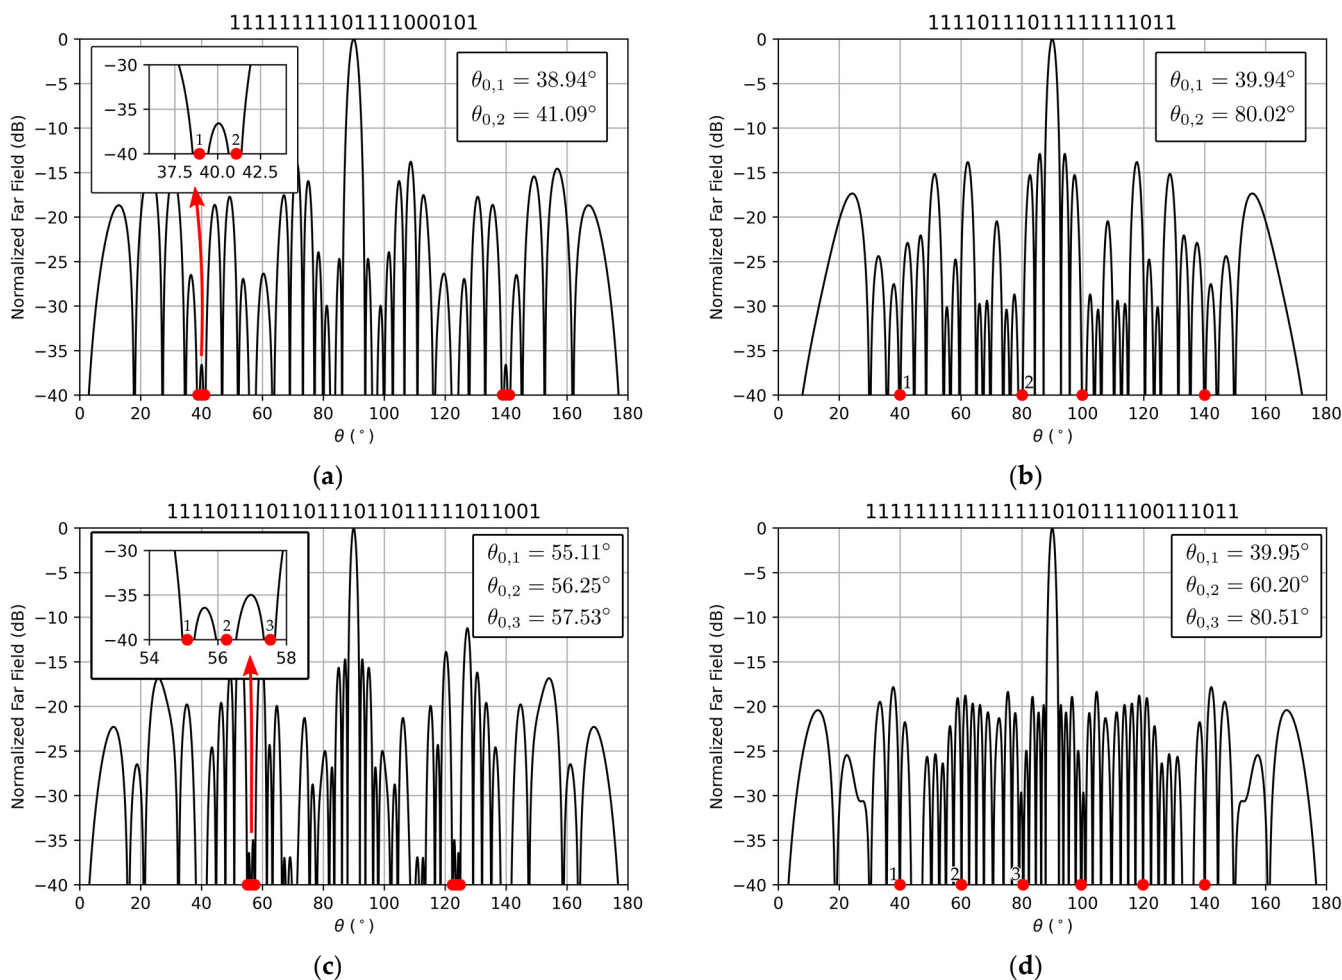 11111111101111000101
0
−5
−10
−15
−20
−25
−30
−35
−40
Normalized Far Field (dB)
−30
−35
−40
1 2
37.5 40.0 42.5
θ₀,₁ = 38.94°
θ₀,₂ = 41.09°
0 20 40 60 80 100 120 140 160 180
θ (°)
(a)
11110111011111111011
0
−5
−10
−15
−20
−25
−30
−35
−40
Normalized Far Field (dB)
θ₀,₁ = 39.94°
θ₀,₂ = 80.02°
1 2
0 20 40 60 80 100 120 140 160 180
θ (°)
(b)
111101110110111011011111011001
0
−5
−10
−15
−20
−25
−30
−35
−40
Normalized Far Field (dB)
−30
−35
−40
1 2 3
54 56 58
θ₀,₁ = 55.11°
θ₀,₂ = 56.25°
θ₀,₃ = 57.53°
0 20 40 60 80 100 120 140 160 180
θ (°)
(c)
111111111111111010111100111011
0
−5
−10
−15
−20
−25
−30
−35
−40
Normalized Far Field (dB)
θ₀,₁ = 39.95°
θ₀,₂ = 60.20°
θ₀,₃ = 80.51°
1 2 3
0 20 40 60 80 100 120 140 160 180
θ (°)
(d)